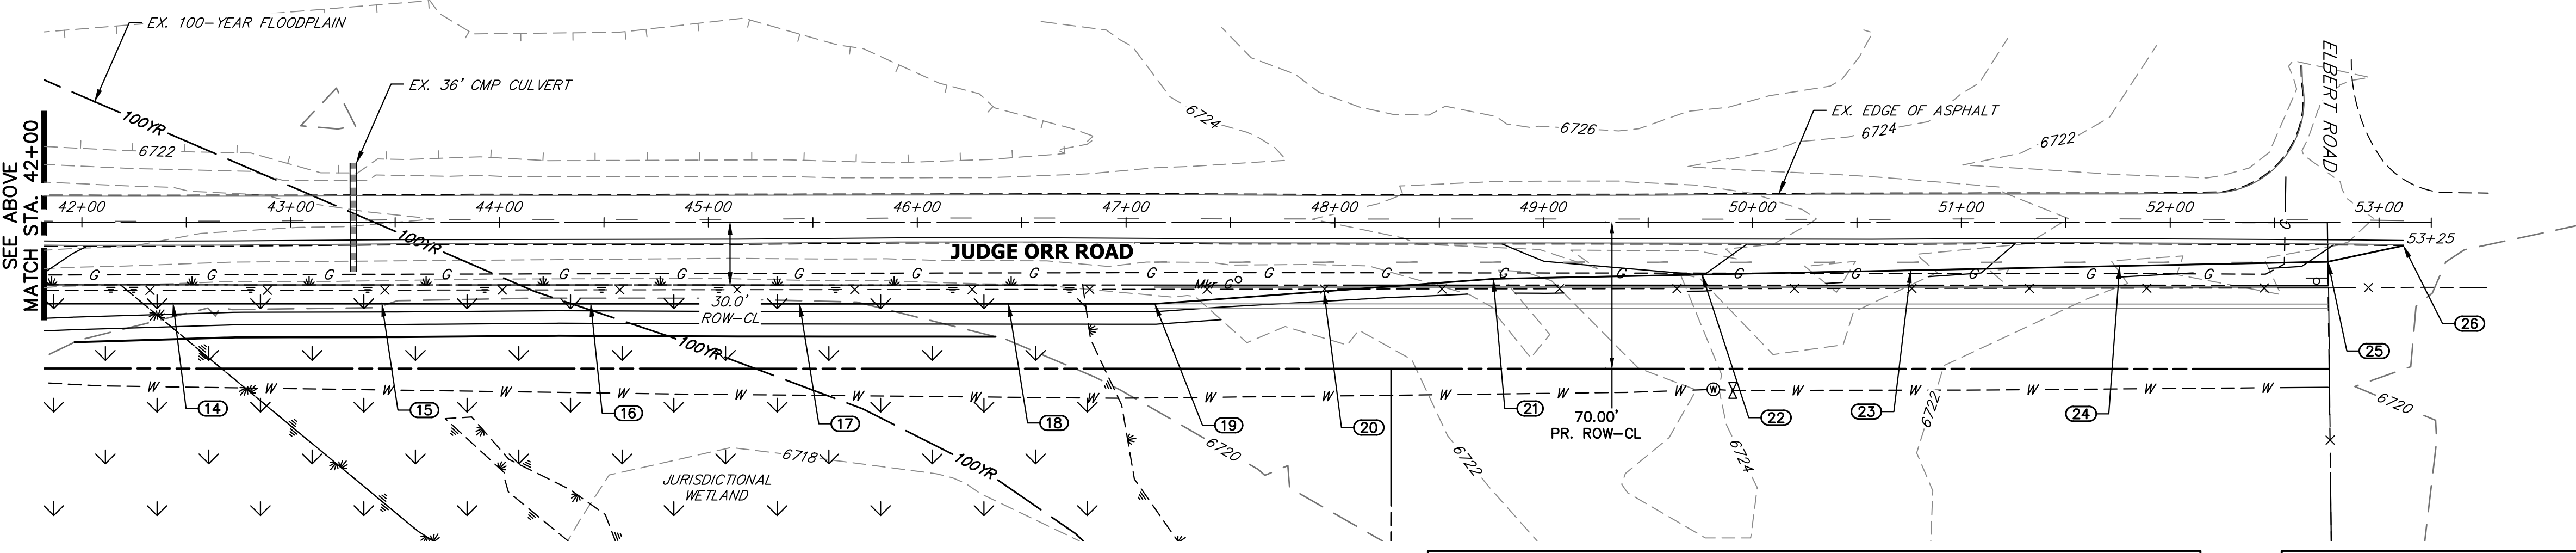 EX. 100-YEAR FLOODPLAIN
EX. 36' CMP CULVERT
EX. EDGE OF ASPHALT
ELBERT ROAD
SEE ABOVE
MATCH STA. 42+00
100YR
6722
6724
6726
6724
6722
42+00
43+00
44+00
45+00
46+00
47+00
48+00
49+00
50+00
51+00
52+00
53+00
53+25
100YR
JUDGE ORR ROAD
G G G G G G G G G G G G G G G G G G G
G
Mkr G
30.0'
ROW-CL
100YR
W W W W W W W W W W W W W W W W W W W
W
14
15
16
17
18
19
20
21
22
23
24
25
26
70.00'
PR. ROW-CL
6718
JURISDICTIONAL
WETLAND
100YR
6720
6722
6724
6722
6720